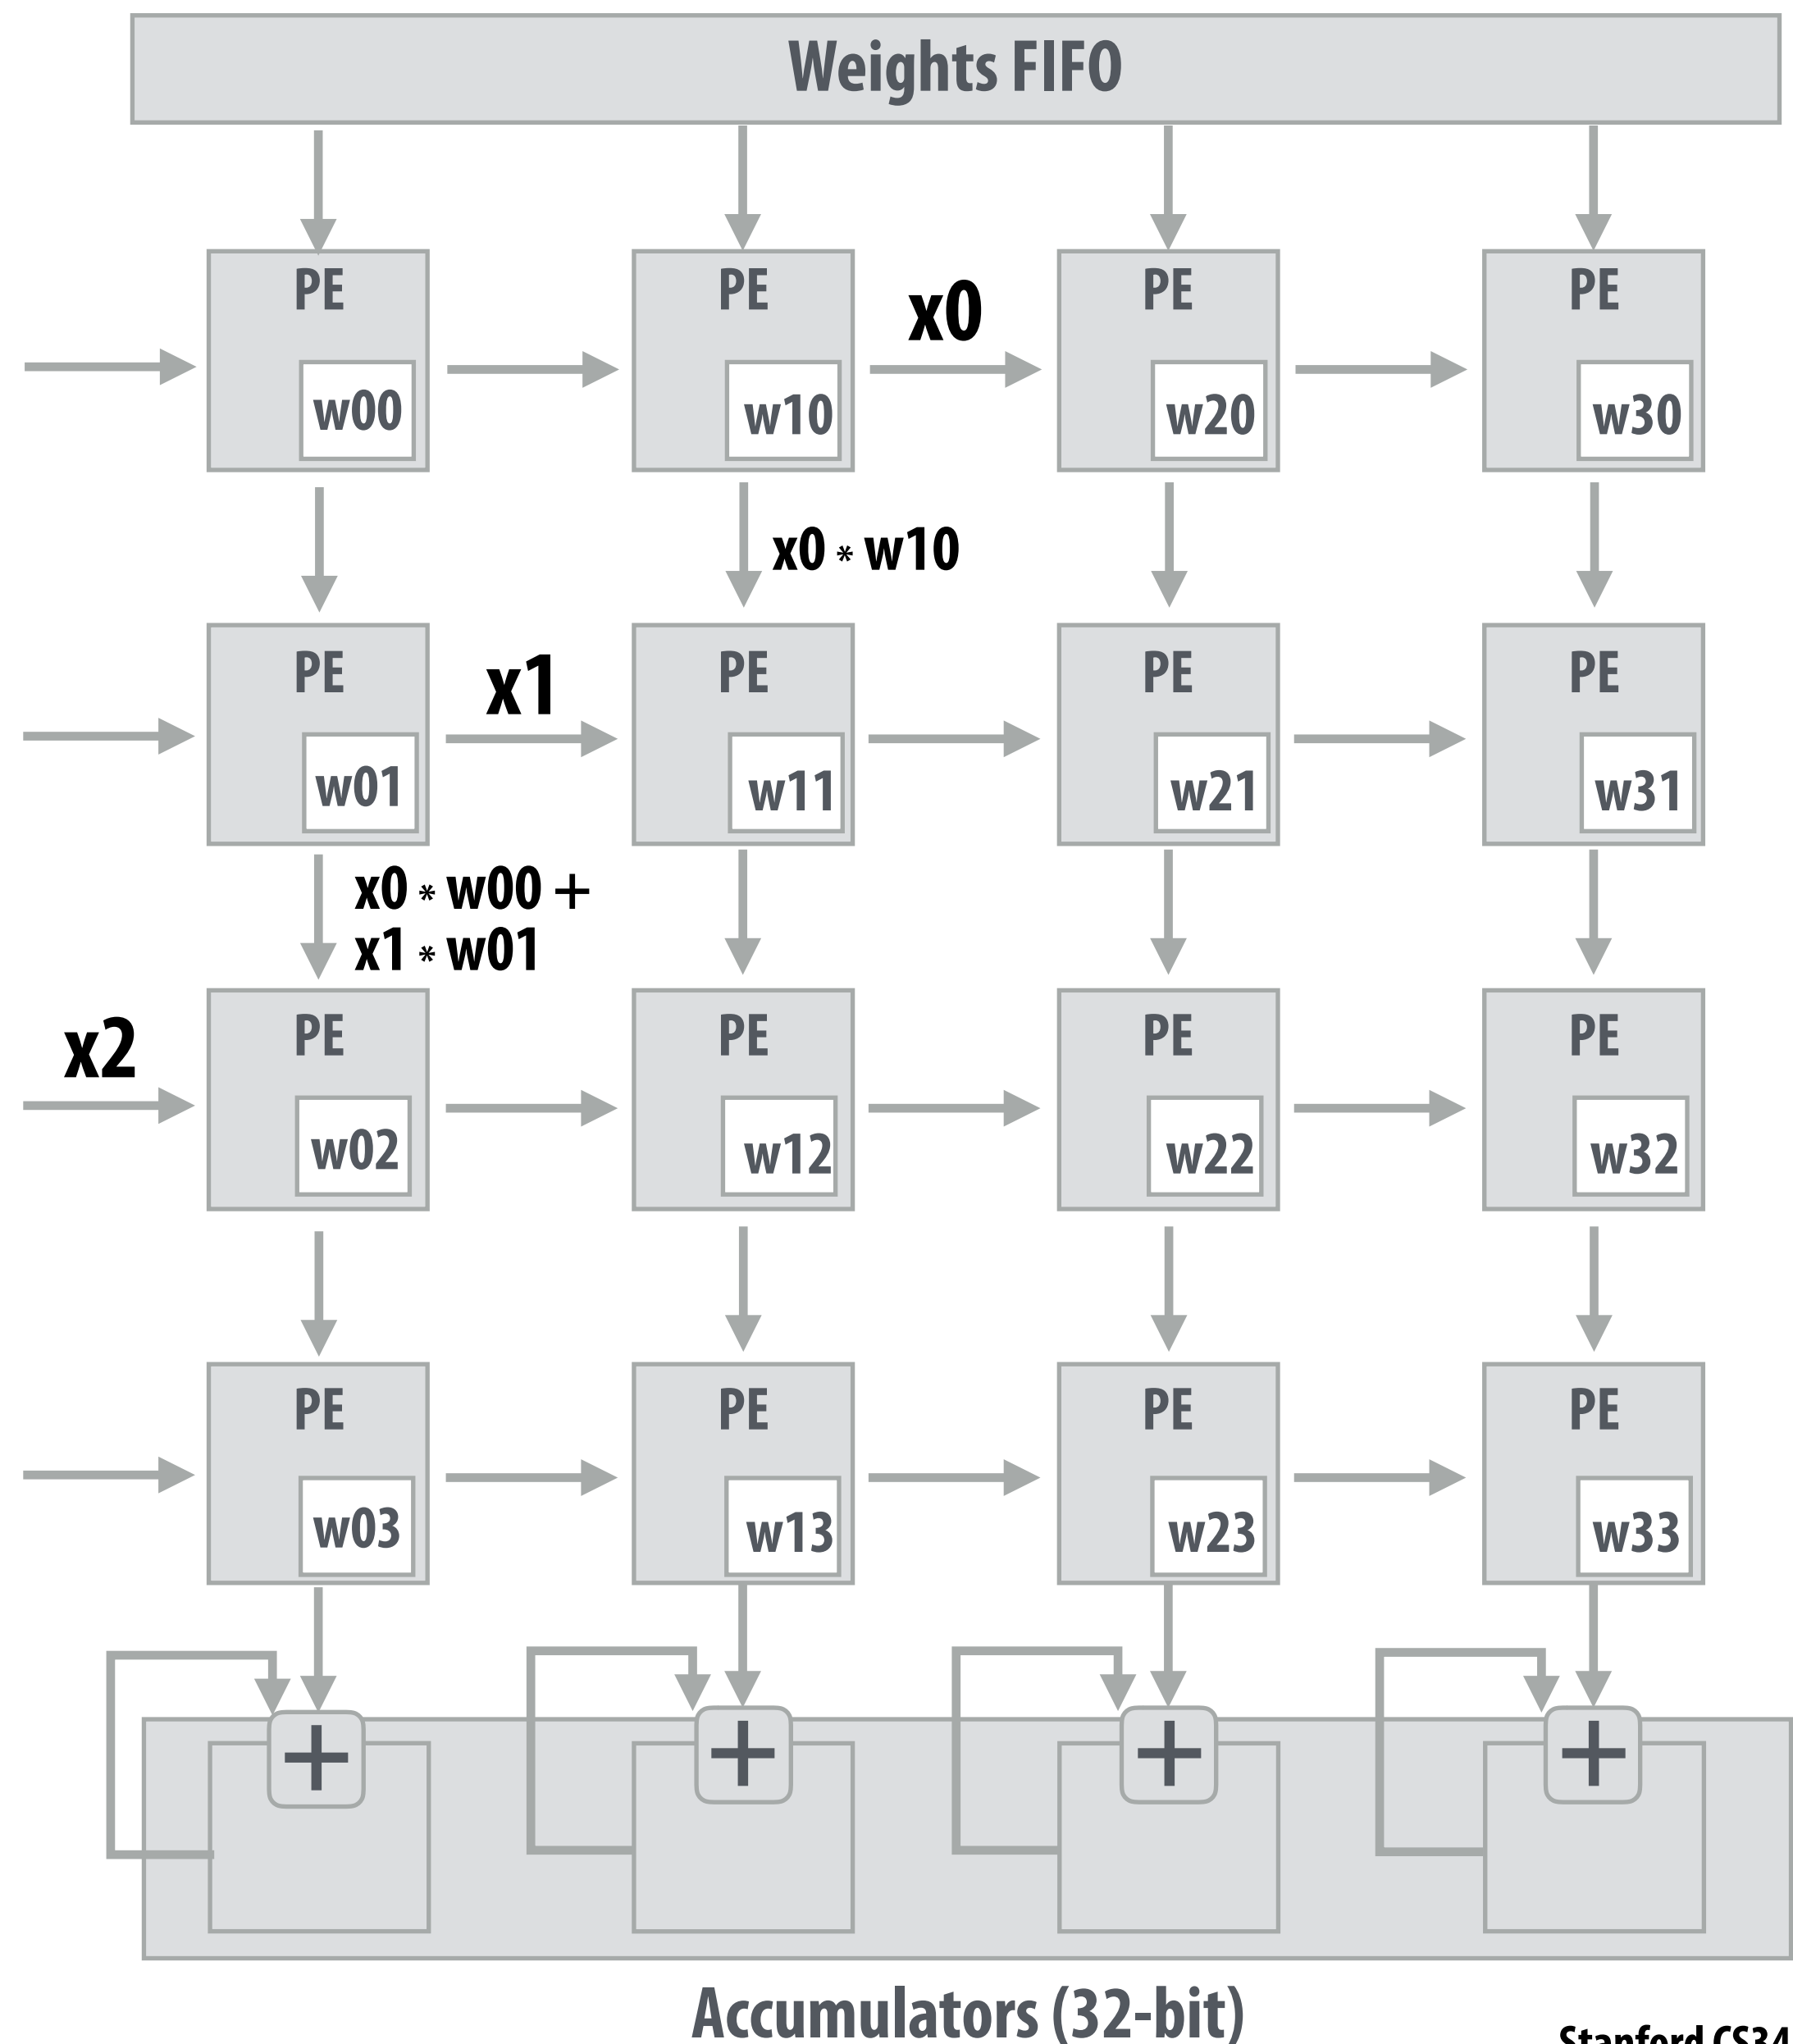 Weights FIFO
PE PE PE PE
x0
w00 w10 w20 w30
x0 * w10
PE PE PE PE
x1
w01 w11 w21 w31
x0 * w00 +
x1 * w01
PE PE PE PE
x2
w02 w12 w22 w32
PE PE PE PE
w03 w13 w23 w33
+ + + +
Accumulators (32-bit)
Stanford CS34